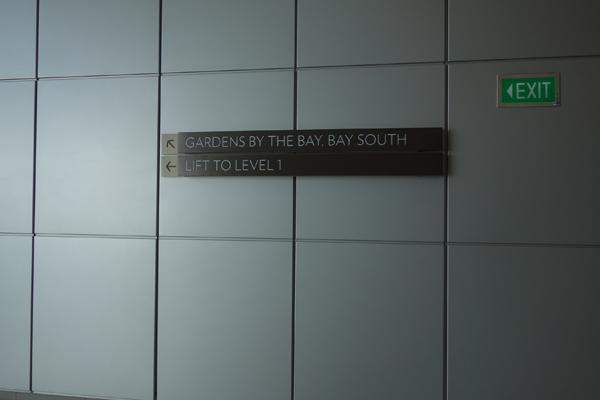 EXIT
GARDENS BY THE BAY, BAY SOUTH
LIFT TO LEVEL 1